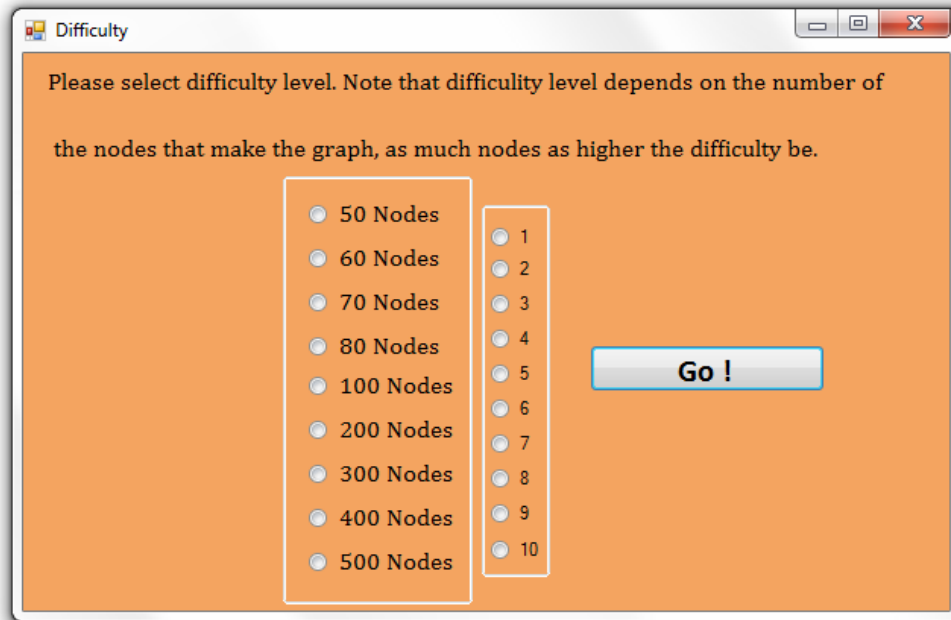 Difficulty
Please select difficulty level. Note that difficulity level depends on the number of
the nodes that make the graph, as much nodes as higher the difficulty be.
50 Nodes
60 Nodes
70 Nodes
80 Nodes
100 Nodes
200 Nodes
300 Nodes
400 Nodes
500 Nodes
1
2
3
4
5
6
7
8
9
10
Go !